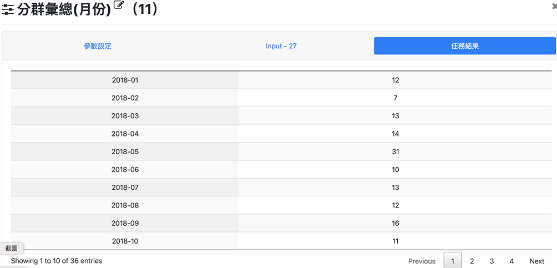 分群彙總(月份) （11）
×
參數設定 Input - 27 任務結果
2018-01 12
2018-02 7
2018-03 13
2018-04 14
2018-05 31
2018-06 10
2018-07 13
2018-08 12
2018-09 16
2018-10 11
截圖
Showing 1 to 10 of 36 entries Previous 1 2 3 4 Next